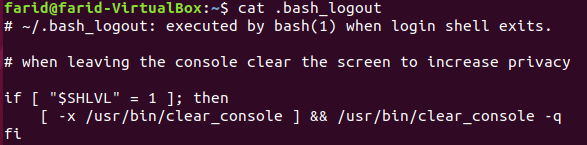 farid@farid-VirtualBox:~$ cat .bash_logout
# ~/.bash_logout: executed by bash(1) when login shell exits.
# when leaving the console clear the screen to increase privacy
if [ "$SHLVL" = 1 ]; then
    [ -x /usr/bin/clear_console ] && /usr/bin/clear_console -q
fi